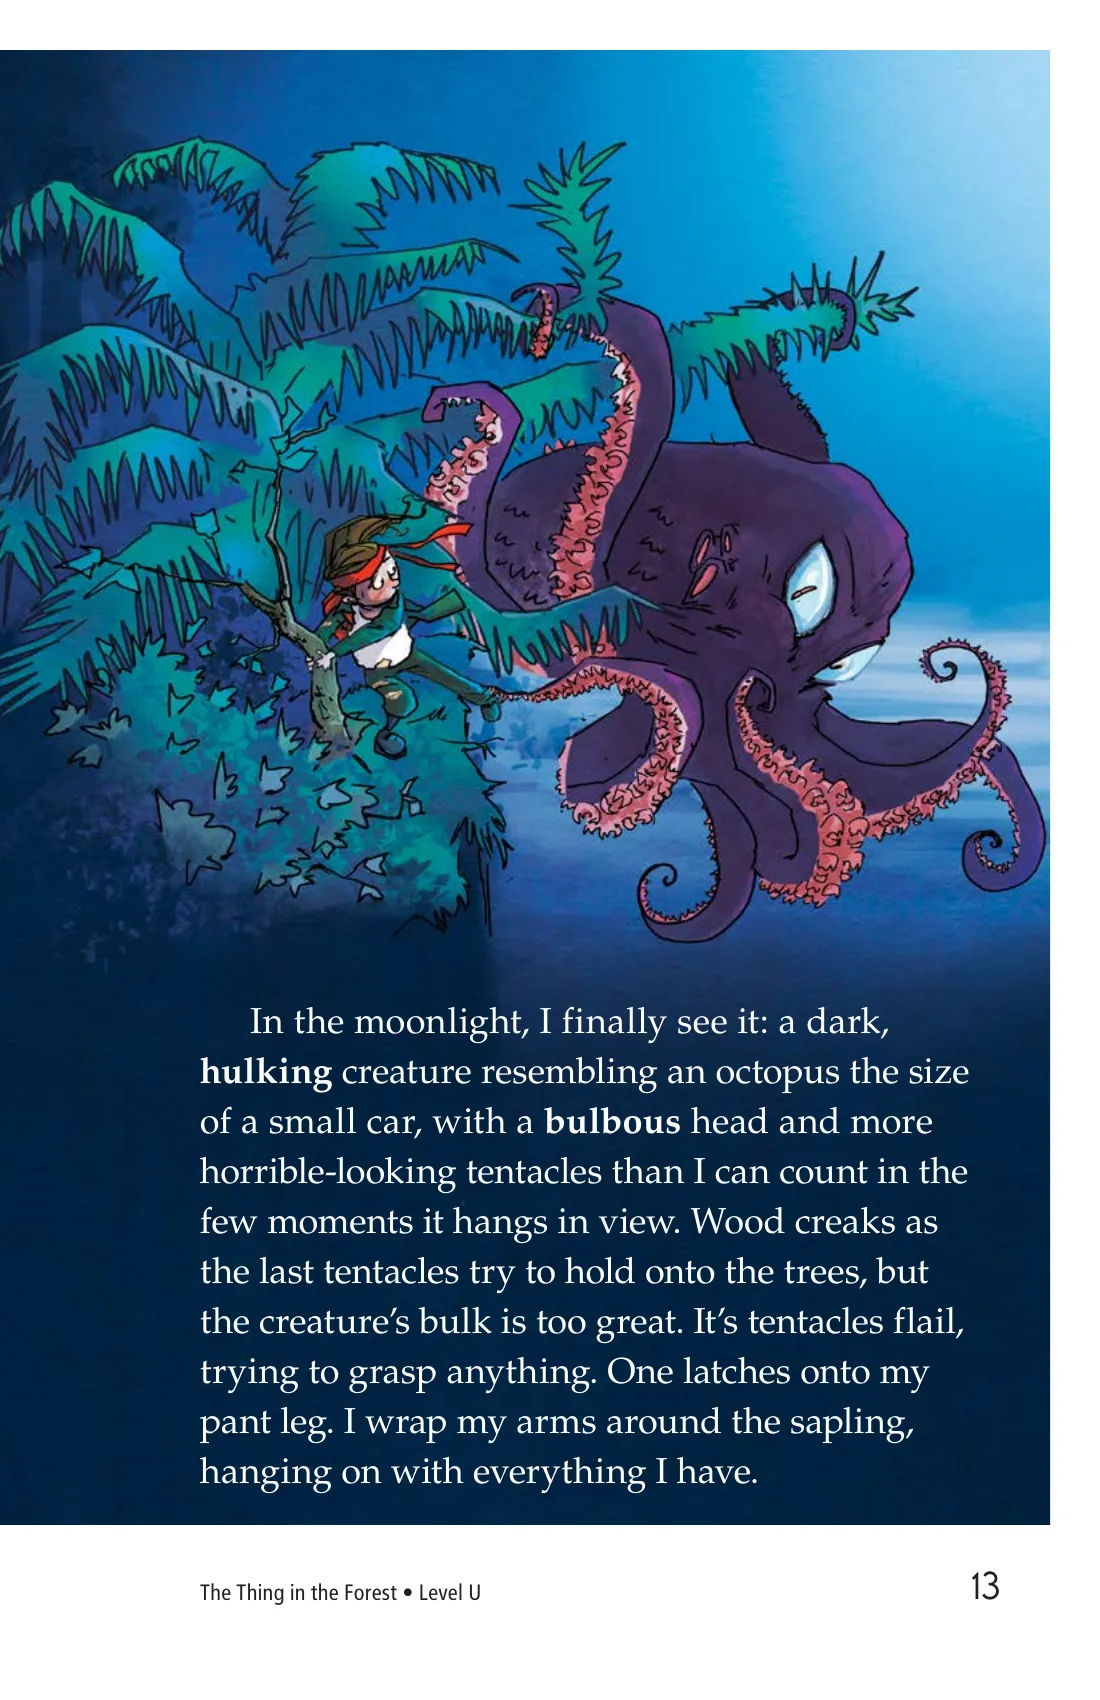 In the moonlight, I finally see it: a dark,
hulking creature resembling an octopus the size
of a small car, with a bulbous head and more
horrible-looking tentacles than I can count in the
few moments it hangs in view. Wood creaks as
the last tentacles try to hold onto the trees, but
the creature’s bulk is too great. It’s tentacles flail,
trying to grasp anything. One latches onto my
pant leg. I wrap my arms around the sapling,
hanging on with everything I have.
The Thing in the Forest • Level U
13